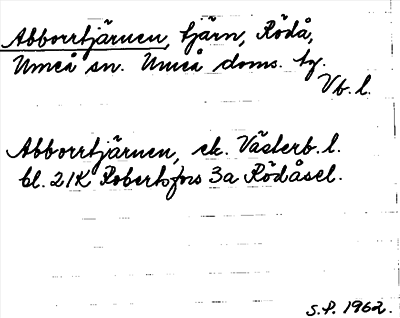 Abborrtjärnen, tjärn, Rödå,
Umeå sn. Umeå doms. tg.
Vb. l.
Abborrtjärnen, ek. Västerb. l.
bl. 21K Robertsfors 3a Rödåsel.
S.P. 1962.